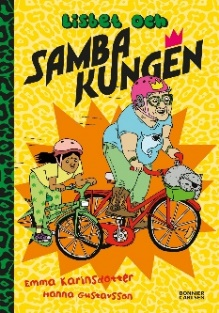 Lisbet och
SAMBA
KUNGEN
Emma Karinsdotter
Hanna Gustavsson
BONNIER
CARLSEN